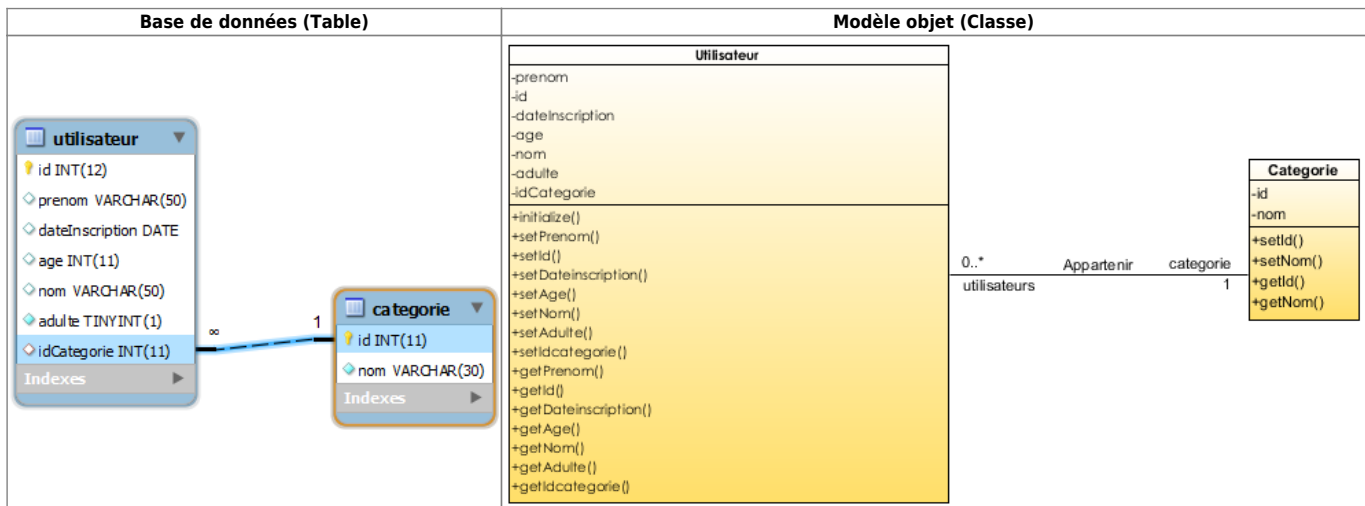 Base de données (Table)
Modèle objet (Classe)
utilisateur
id INT(12)
prenom VARCHAR(50)
dateInscription DATE
age INT(11)
nom VARCHAR(50)
adulte TINYINT(1)
idCategorie INT(11)
Indexes
∞
1
categorie
id INT(11)
nom VARCHAR(30)
Indexes
Utilisateur
-prenom
-id
-dateInscription
-age
-nom
-adulte
-idCategorie
+initialize()
+setPrenom()
+setId()
+setDateinscription()
+setAge()
+setNom()
+setAdulte()
+setIdcategorie()
+getPrenom()
+getId()
+getDateinscription()
+getAge()
+getNom()
+getAdulte()
+getIdcategorie()
0..* Appartenir categorie
utilisateurs 1
Categorie
-id
-nom
+setId()
+setNom()
+getId()
+getNom()